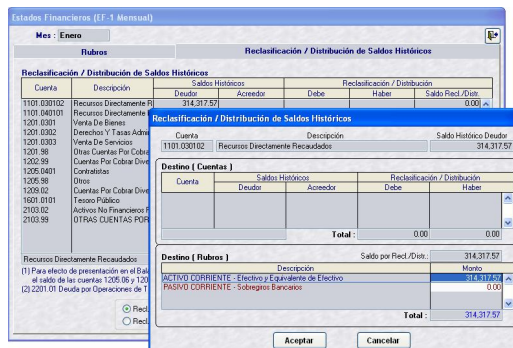 Estados Financieros (EF-1 Mensual)
Mes : Enero
Rubros
Reclasificación / Distribución de Saldos Históricos
Reclasificación / Distribución de Saldos Históricos
Cuenta Descripción Saldos Históricos Reclasificación / Distribución
Deudor Acreedor Debe Haber Saldo Recl./Distr.
1101.030102 Recursos Directamente R 314,317.57 0.00
1101.040101 Recursos Directamente
1201.0301 Venta De Bienes
1201.0302 Derechos Y Tasas Admi
1201.0303 Venta De Servicios
1201.98 Otras Cuentas Por Cobra
1202.99 Cuentas Por Cobrar Dive
1205.0401 Contratistas
1205.98 Otros
1209.02 Cuentas Por Cobrar Dive
1601.0101 Tesoro Público
2103.02 Activos No Financieros P
2103.99 OTRAS CUENTAS POR
Recursos Directamente Recaudados
(1) Para efecto de presentación en el Bala
el saldo de las cuentas 1205.06 y 120
(2) 2201.01 Deuda por Operaciones de T
Recl.
Recl.
Reclasificación / Distribución de Saldos Históricos
Cuenta Descripción Saldo Histórico Deudor
1101.030102 Recursos Directamente Recaudados 314,317.57
Destino ( Cuentas )
Cuenta Saldos Históricos Reclasificación / Distribución
Deudor Acreedor Debe Haber
Total : 0.00 0.00
Destino ( Rubros ) Saldo por Recl./Distr.: 314,317.57
Descripción Monto
ACTIVO CORRIENTE - Efectivo y Equivalente de Efectivo 314,317.57
PASIVO CORRIENTE - Sobregiros Bancarios 0.00
Total : 314,317.57
Aceptar Cancelar